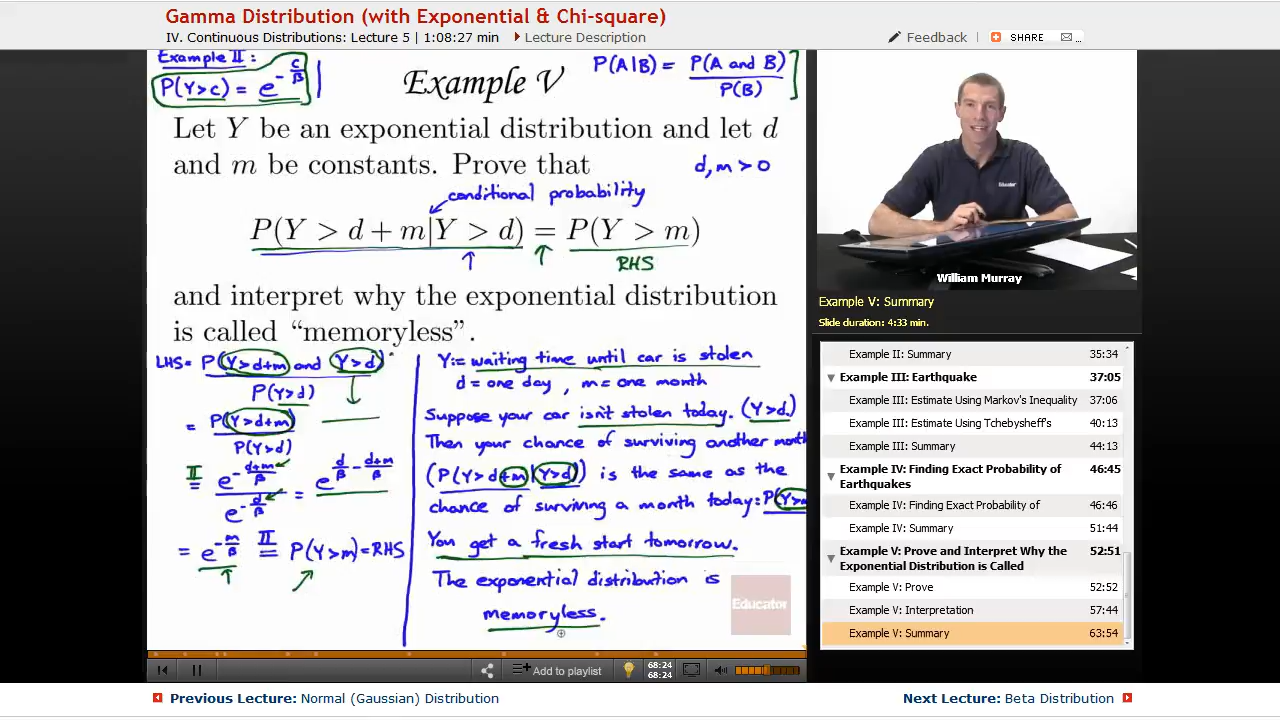 Gamma Distribution (with Exponential & Chi-square)
IV. Continuous Distributions: Lecture 5 | 1:08:27 min
Lecture Description
Feedback
SHARE
Example II:
P(Y>c) = e^-c/β
Example V
P(A|B) = P(A and B)
P(B)
Let Y be an exponential distribution and let d
and m be constants. Prove that
d, m > 0
conditional probability
P(Y > d + m|Y > d) = P(Y > m)
RHS
and interpret why the exponential distribution
is called “memoryless”.
LHS = P(Y>d+m and Y>d)
P(Y>d)
= P(Y>d+m)
P(Y>d)
II = e^-(d+m)/β / e^-d/β = e^d/β - (d+m)/β
= e^-m/β II = P(Y>m) = RHS
Y:= waiting time until car is stolen
d = one day , m = one month
Suppose your car isn't stolen today. (Y>d.)
Then your chance of surviving another month
(P(Y>d+m|Y>d)) is the same as the
chance of surviving a month today: P(Y>m
You get a fresh start tomorrow.
The exponential distribution is
memoryless.
Educator
Educator
William Murray
Example V: Summary
Slide duration: 4:33 min.
Example II: Summary 35:34
Example III: Earthquake 37:05
Example III: Estimate Using Markov's Inequality 37:06
Example III: Estimate Using Tchebysheff's 40:13
Example III: Summary 44:13
Example IV: Finding Exact Probability of
Earthquakes 46:45
Example IV: Finding Exact Probability of 46:46
Example IV: Summary 51:44
Example V: Prove and Interpret Why the
Exponential Distribution is Called 52:51
Example V: Prove 52:52
Example V: Interpretation 57:44
Example V: Summary 63:54
Add to playlist
68:24
68:24
Previous Lecture: Normal (Gaussian) Distribution
Next Lecture: Beta Distribution